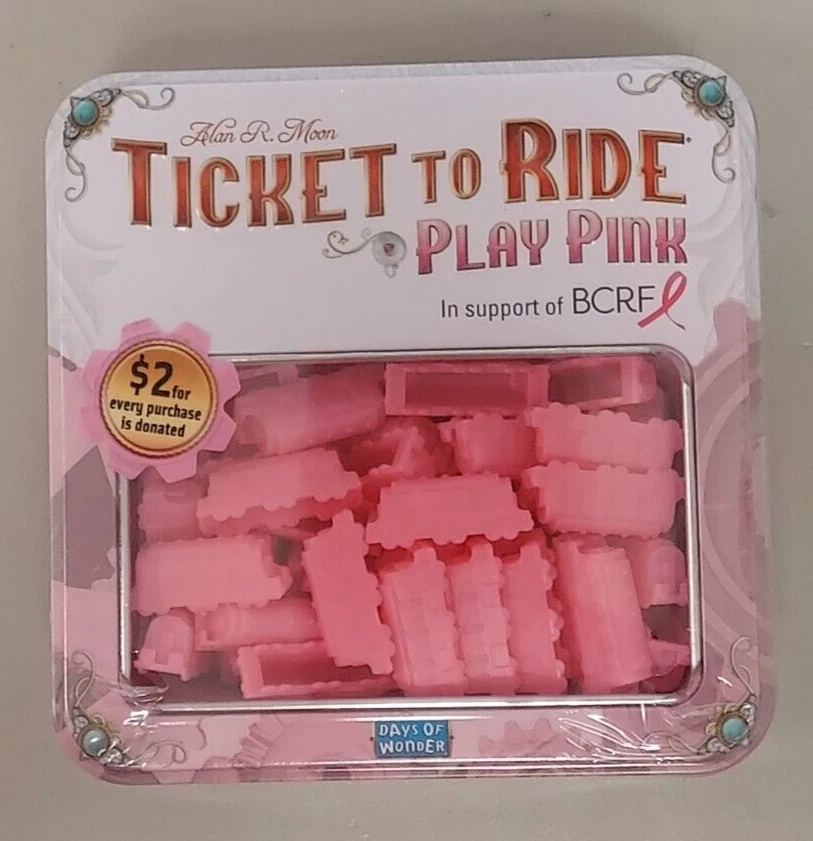 Alan R. Moon
TICKET TO RIDE
PLAY PINK
In support of BCRF
$2 for
every purchase
is donated
DAYS OF
WONDER